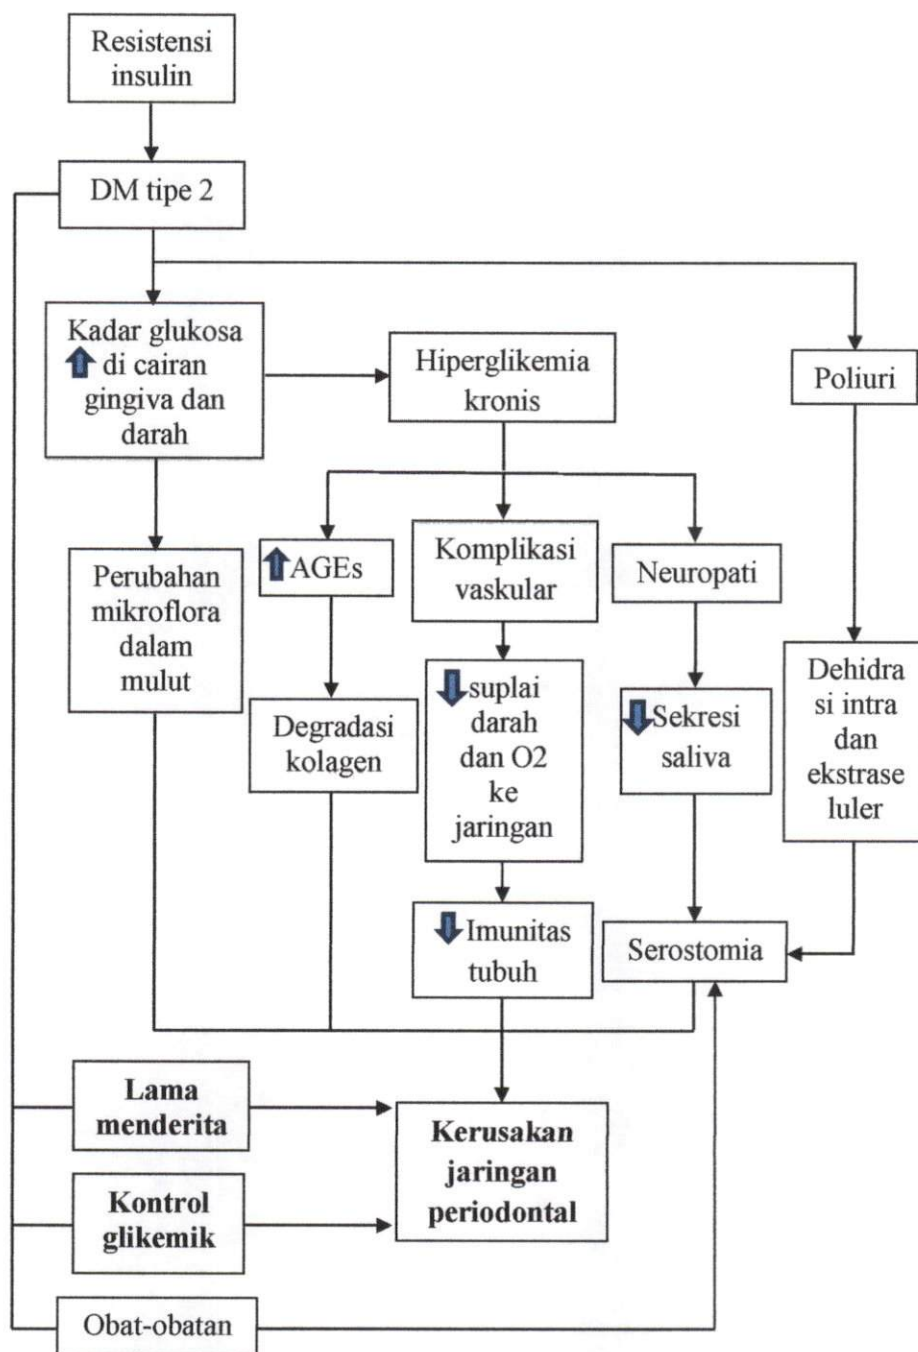 Resistensi
insulin
DM tipe 2
Kadar glukosa
di cairan
gingiva dan
darah
Hiperglikemia
kronis
Poliuri
Perubahan
mikroflora
dalam
mulut
AGEs
Komplikasi
vaskular
Neuropati
Degradasi
kolagen
suplai
darah
dan O2
ke
jaringan
Sekresi
saliva
Dehidra
si intra
dan
ekstrase
luler
Imunitas
tubuh
Serostomia
Lama
menderita
Kerusakan
jaringan
periodontal
Kontrol
glikemik
Obat-obatan